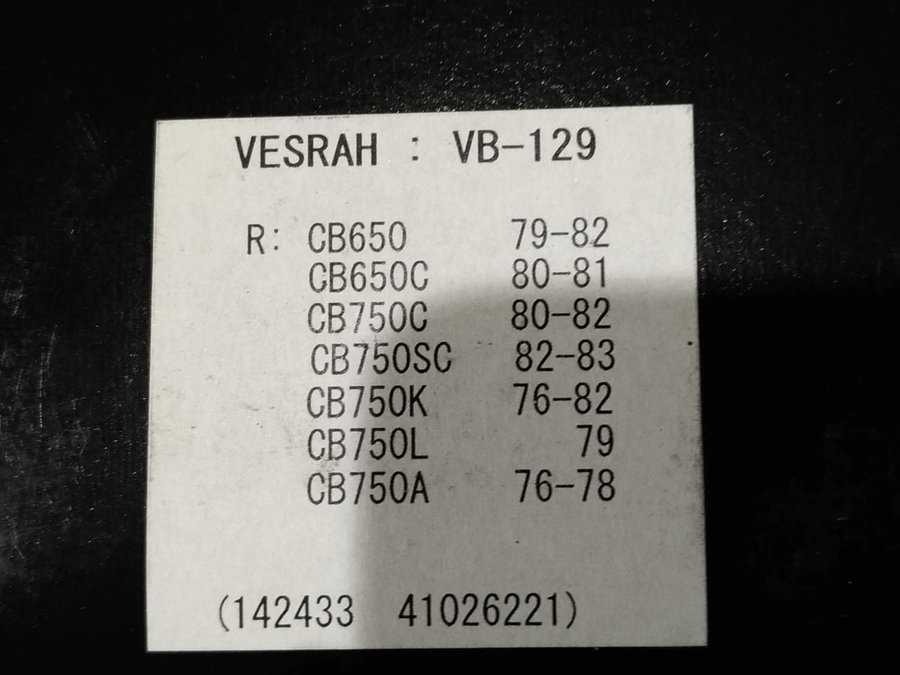 VESRAH : VB-129
R: CB650 79-82
CB650C 80-81
CB750C 80-82
CB750SC 82-83
CB750K 76-82
CB750L 79
CB750A 76-78
(142433 41026221)